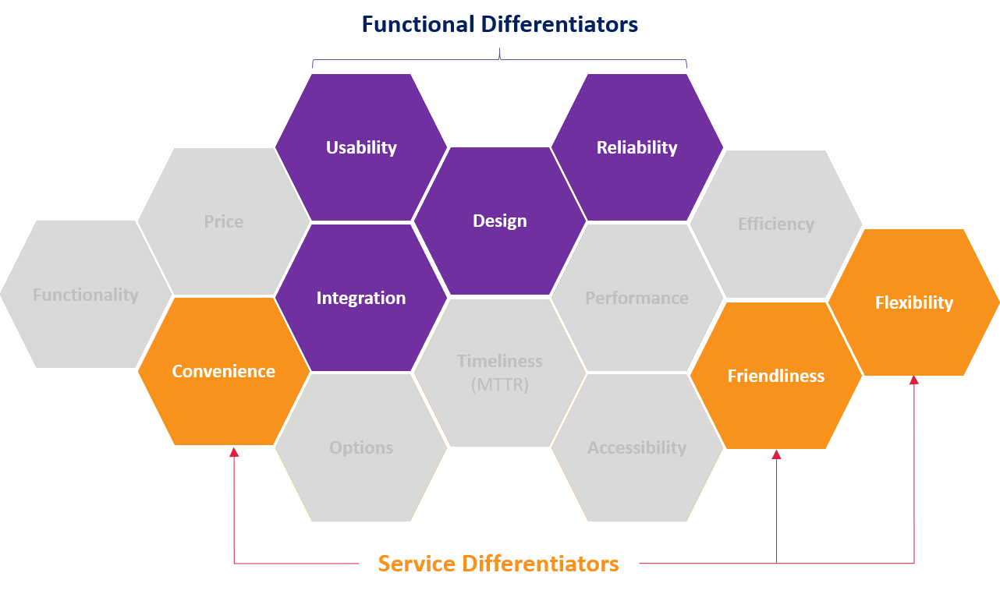 Functional Differentiators
Usability
Reliability
Price
Design
Efficiency
Functionality
Integration
Performance
Flexibility
Convenience
Timeliness
(MTTR)
Friendliness
Options
Accessibility
Service Differentiators